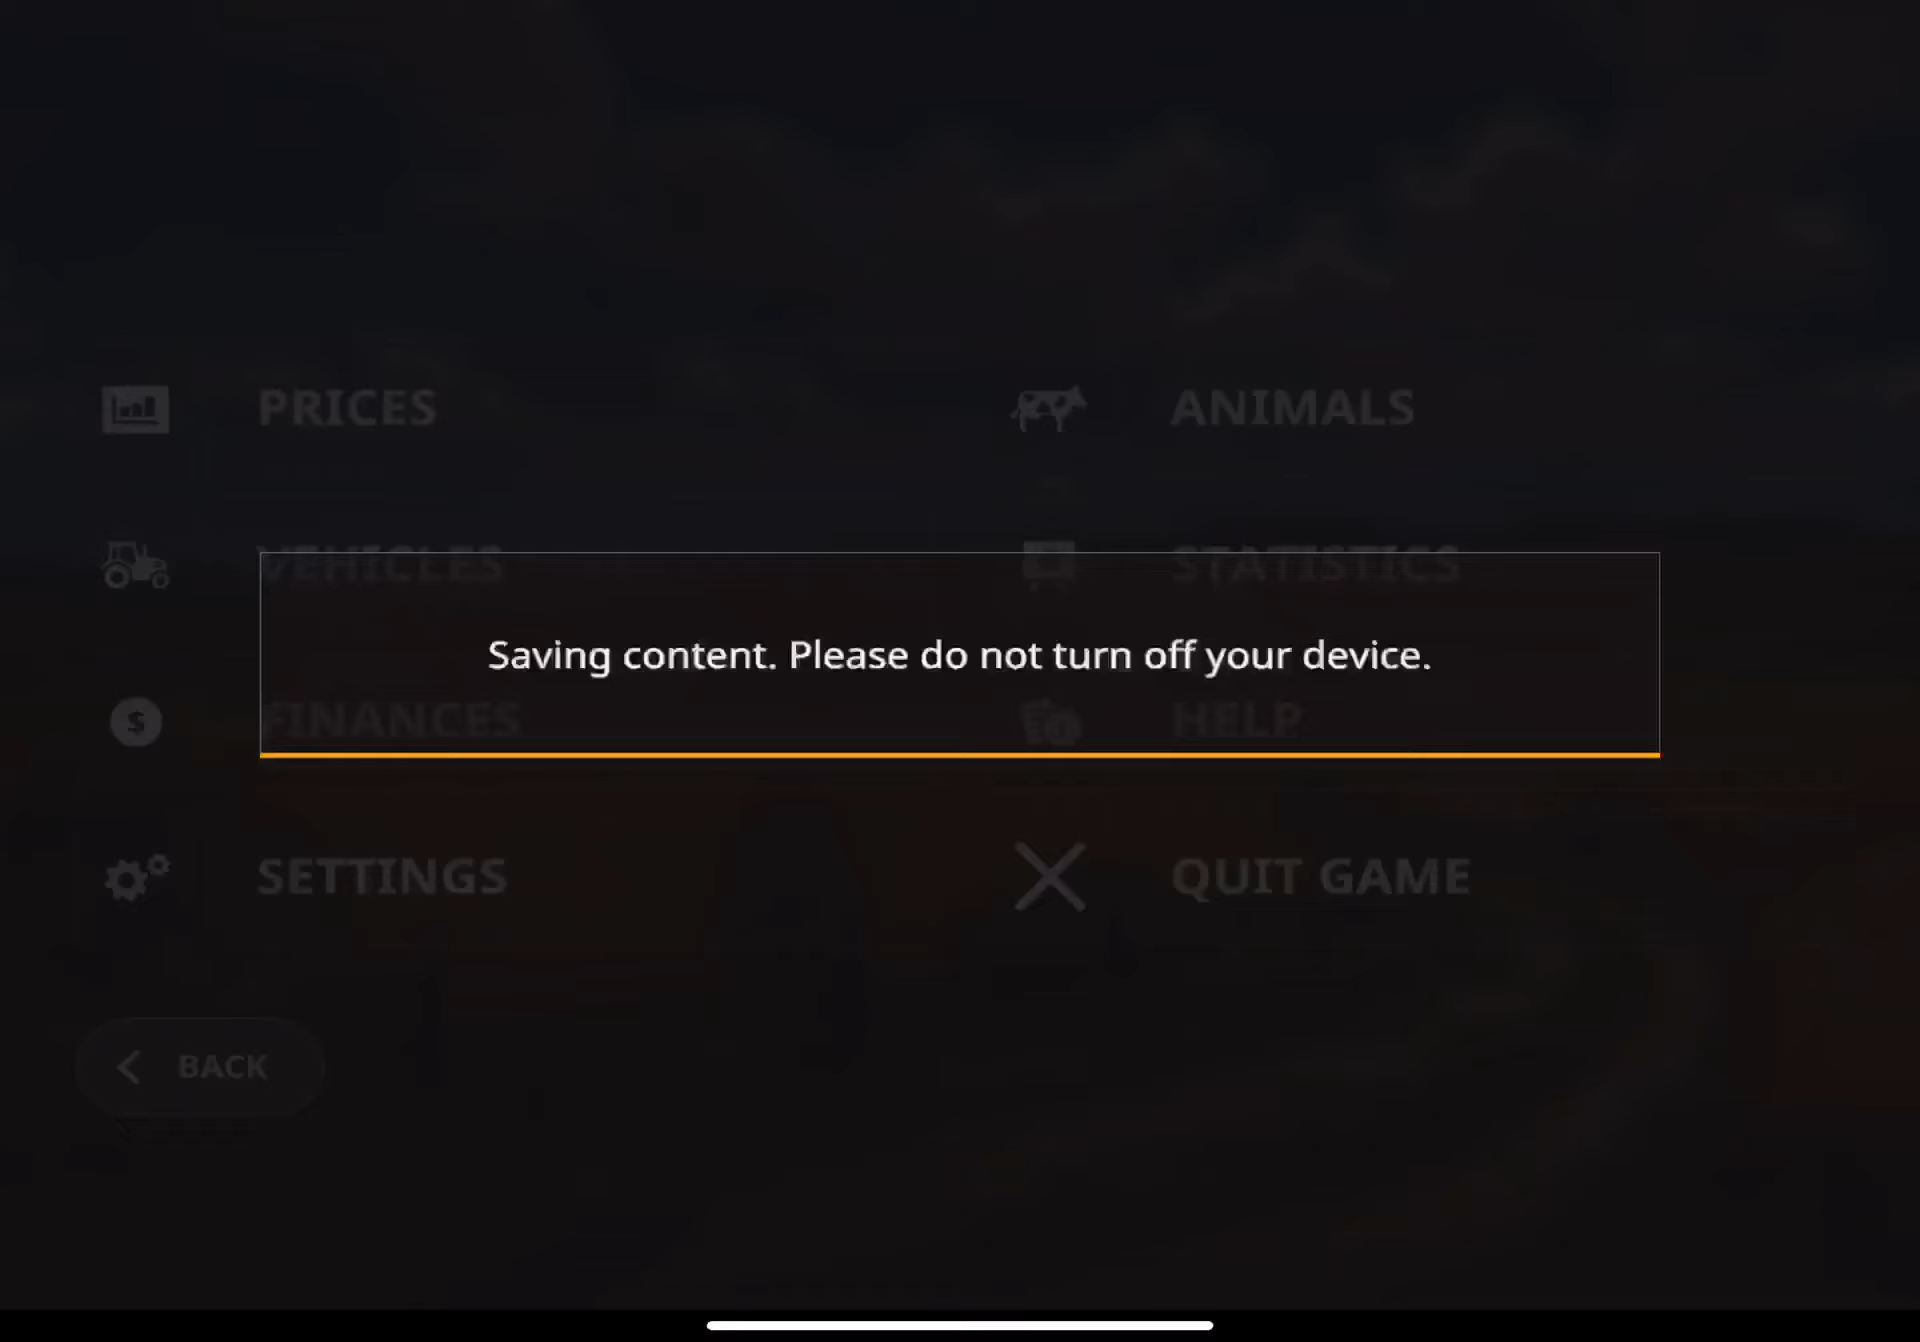 PRICES
ANIMALS
VEHICLES
STATISTICS
Saving content. Please do not turn off your device.
FINANCES
HELP
SETTINGS
QUIT GAME
BACK